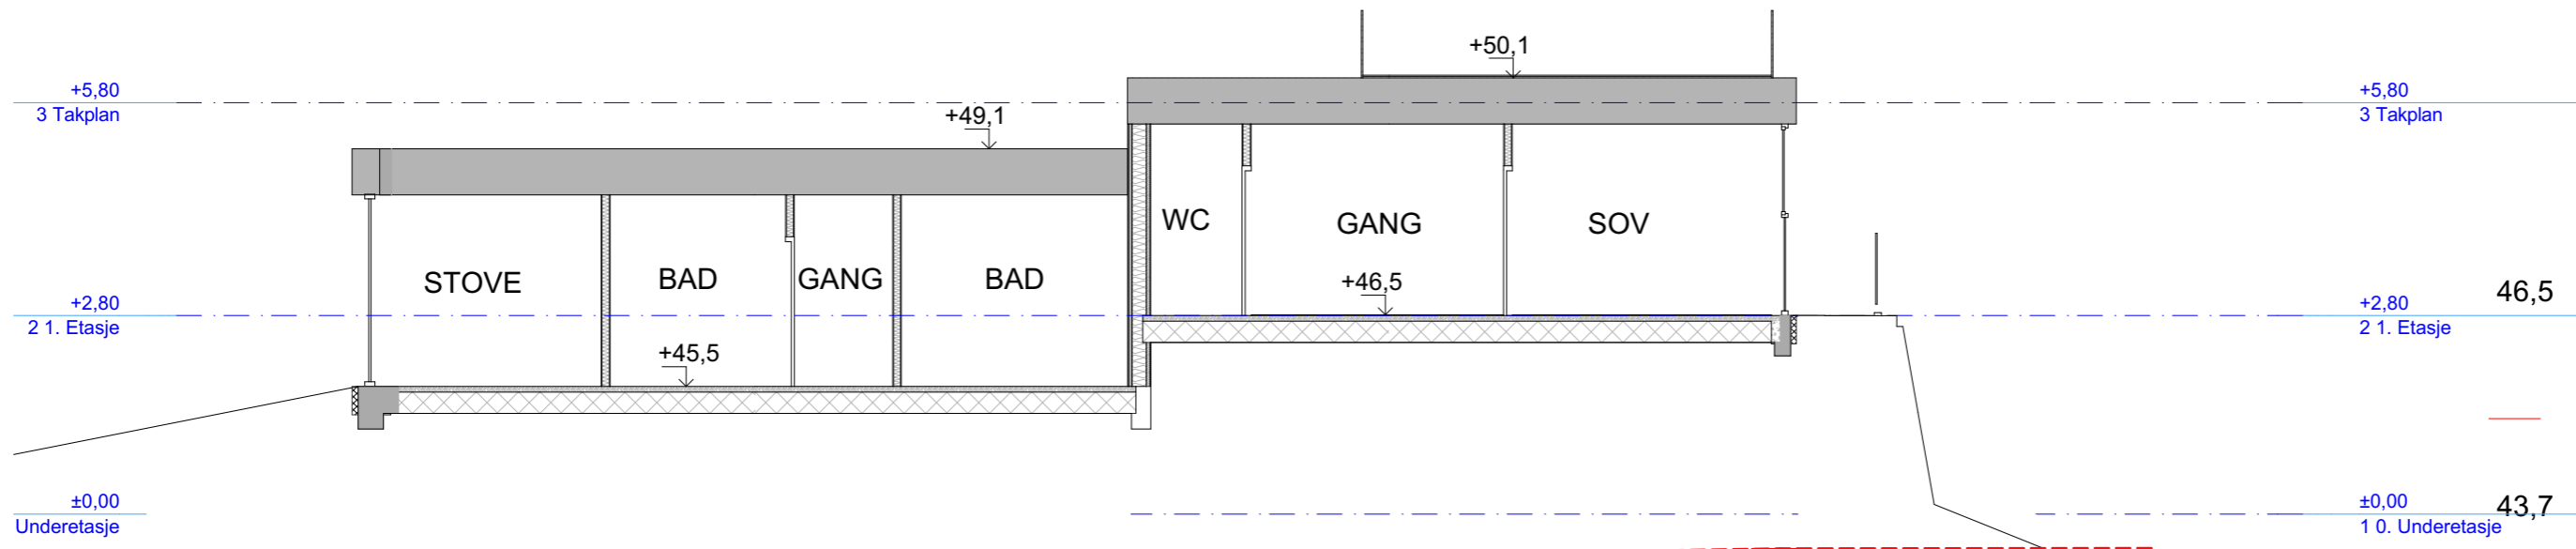 +50,1
+5,80
3 Takplan
+5,80
3 Takplan
+49,1
WC
GANG
SOV
STOVE
BAD
GANG
BAD
+46,5
+2,80
2 1. Etasje
+2,80
2 1. Etasje
46,5
+45,5
±0,00
Underetasje
±0,00
1 0. Underetasje
43,7